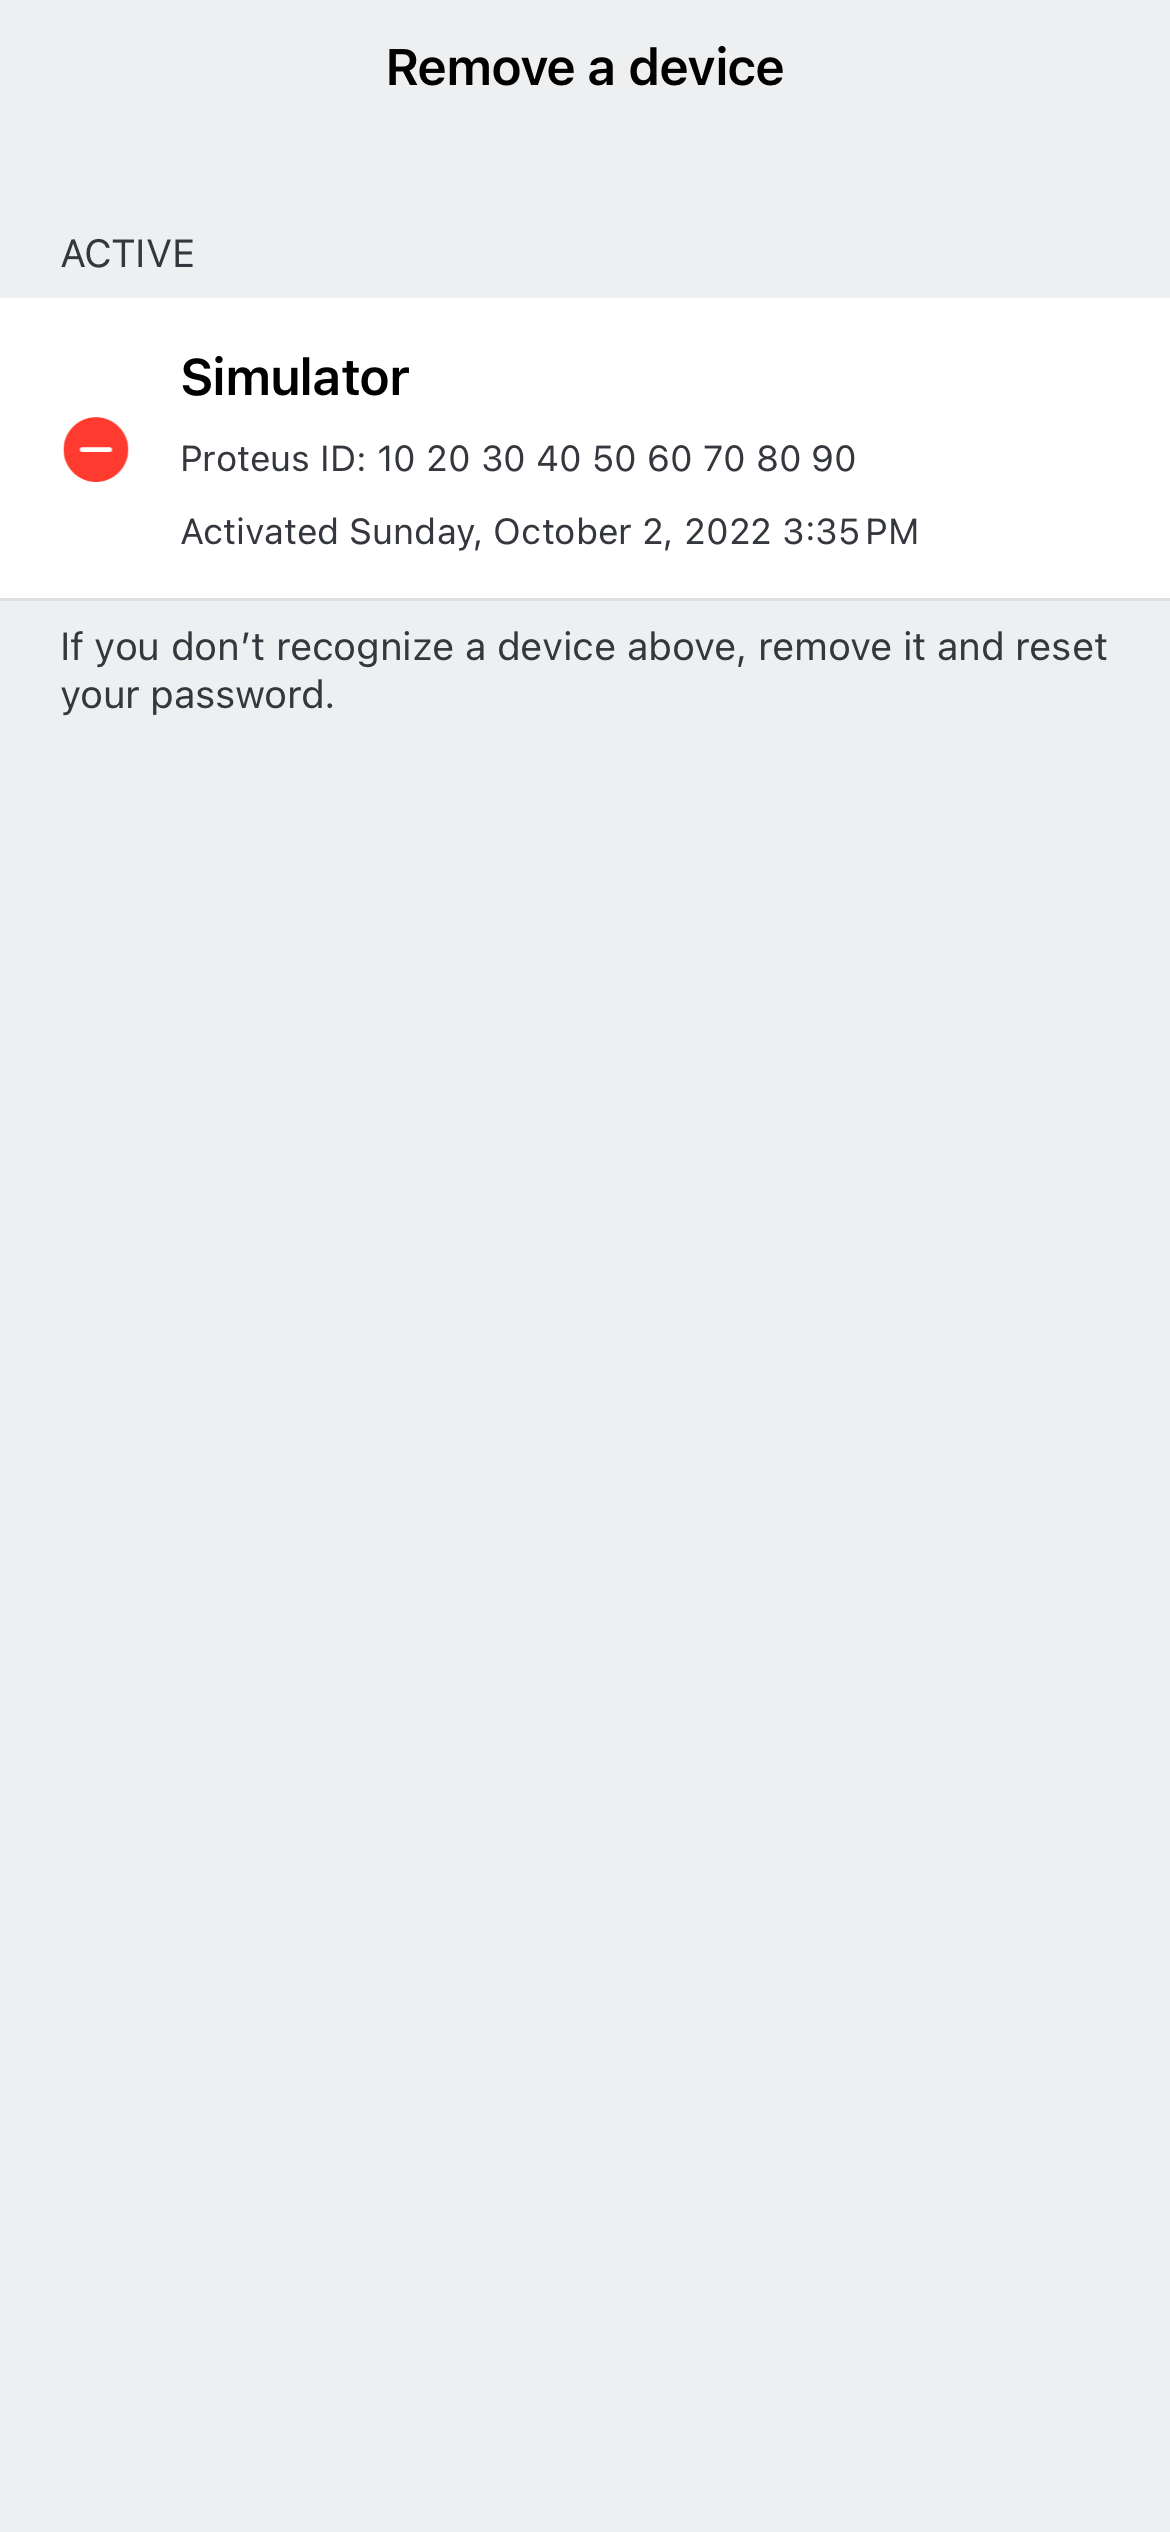 Remove a device
ACTIVE
Simulator
Proteus ID: 10 20 30 40 50 60 70 80 90
Activated Sunday, October 2, 2022 3:35 PM
If you don’t recognize a device above, remove it and reset
your password.